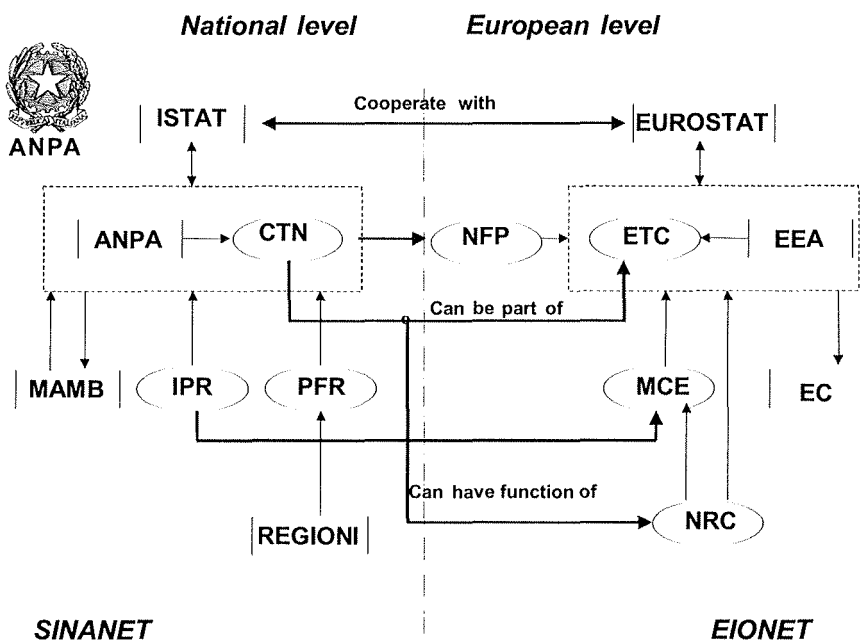 National level
European level
ANPA
ISTAT
Cooperate with
EUROSTAT
ANPA
CTN
NFP
ETC
EEA
Can be part of
MAMB
IPR
PFR
MCE
EC
Can have function of
REGIONI
NRC
SINANET
EIONET